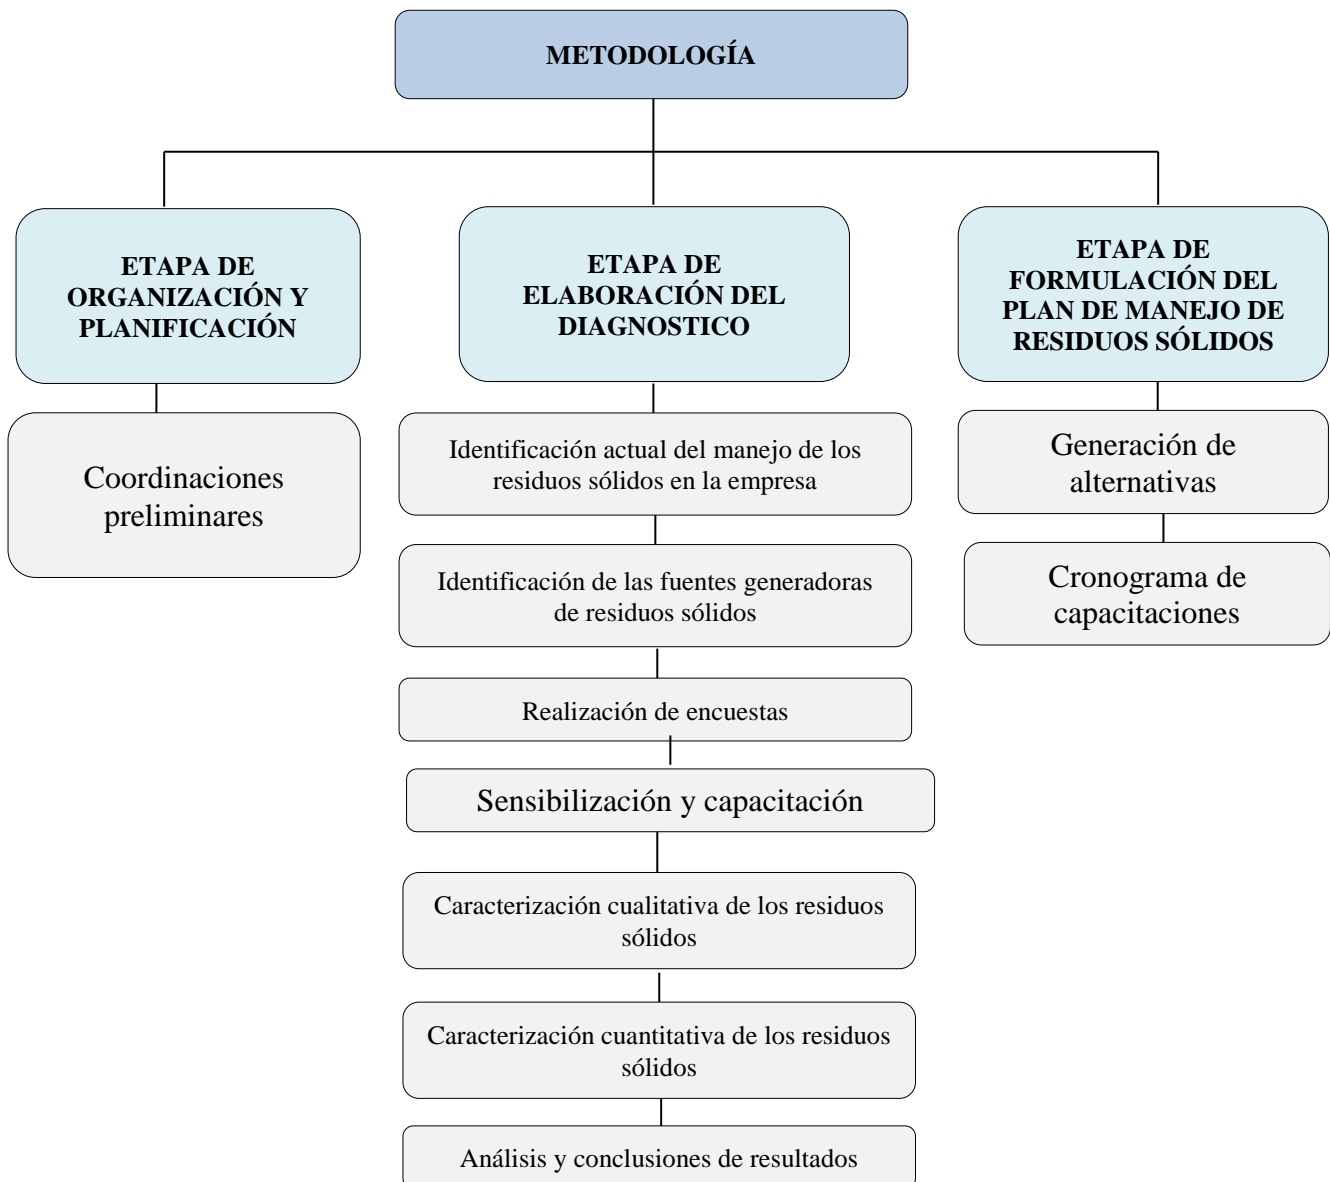 METODOLOGÍA
ETAPA DE
ORGANIZACIÓN Y
PLANIFICACIÓN
Coordinaciones
preliminares
ETAPA DE
ELABORACIÓN DEL
DIAGNOSTICO
Identificación actual del manejo de los
residuos sólidos en la empresa
Identificación de las fuentes generadoras
de residuos sólidos
Realización de encuestas
Sensibilización y capacitación
Caracterización cualitativa de los residuos
sólidos
Caracterización cuantitativa de los residuos
sólidos
Análisis y conclusiones de resultados
ETAPA DE
FORMULACIÓN DEL
PLAN DE MANEJO DE
RESIDUOS SÓLIDOS
Generación de
alternativas
Cronograma de
capacitaciones